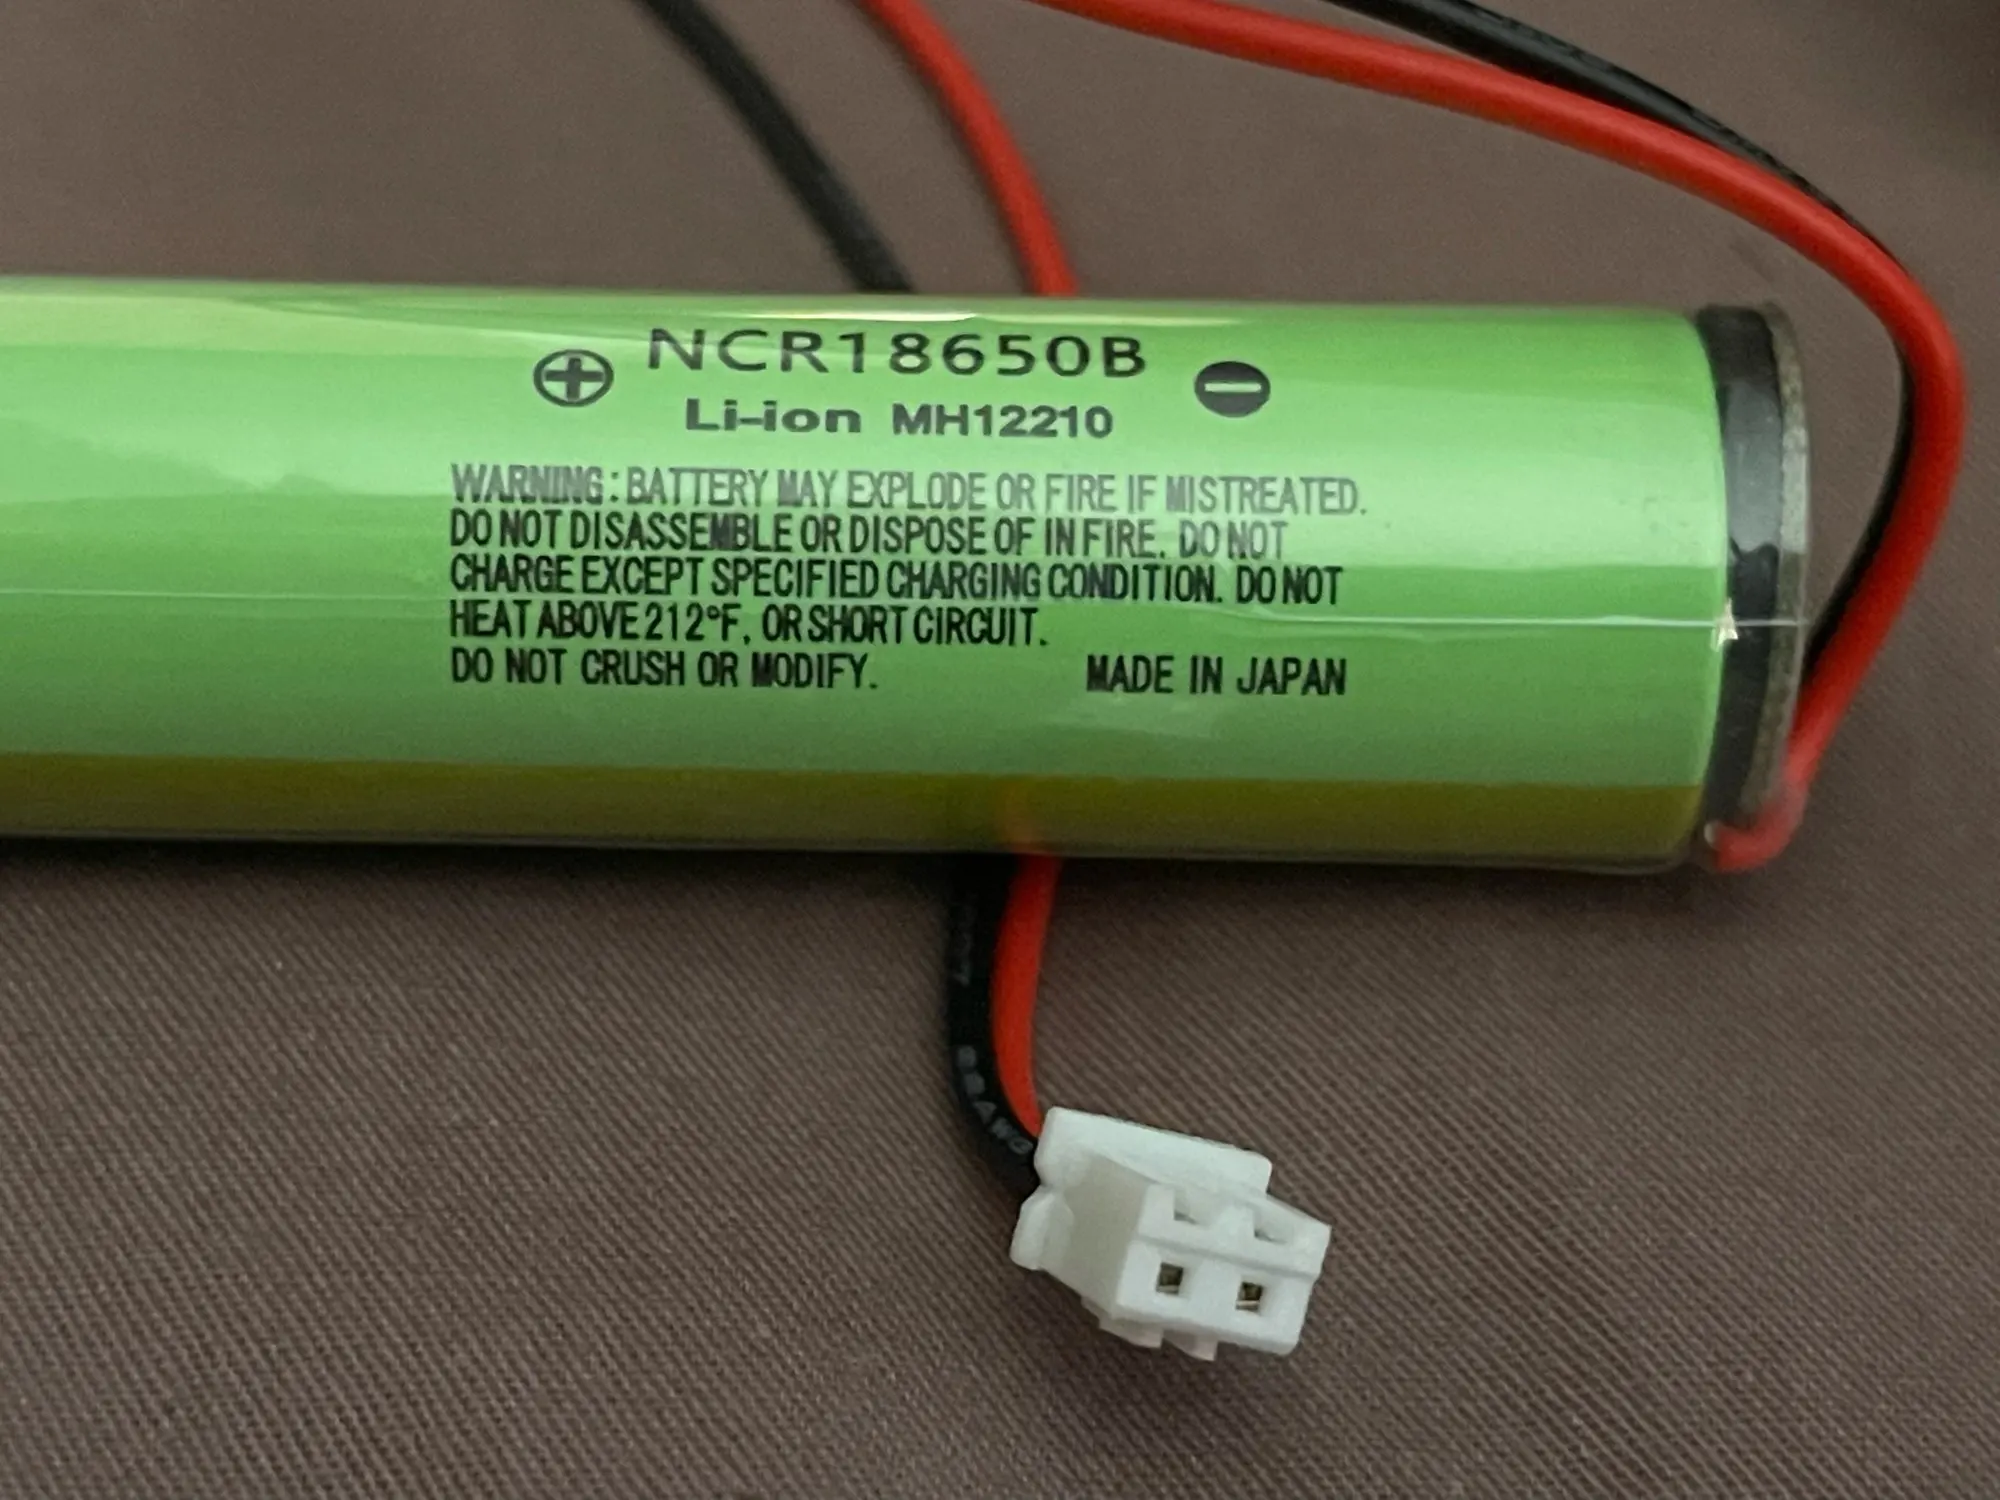 NCR18650B
Li-ion MH12210
WARNING: BATTERY MAY EXPLODE OR FIRE IF MISTREATED.
DO NOT DISASSEMBLE OR DISPOSE OF IN FIRE. DO NOT
CHARGE EXCEPT SPECIFIED CHARGING CONDITION. DO NOT
HEAT ABOVE 212°F, OR SHORT CIRCUIT.
DO NOT CRUSH OR MODIFY. MADE IN JAPAN